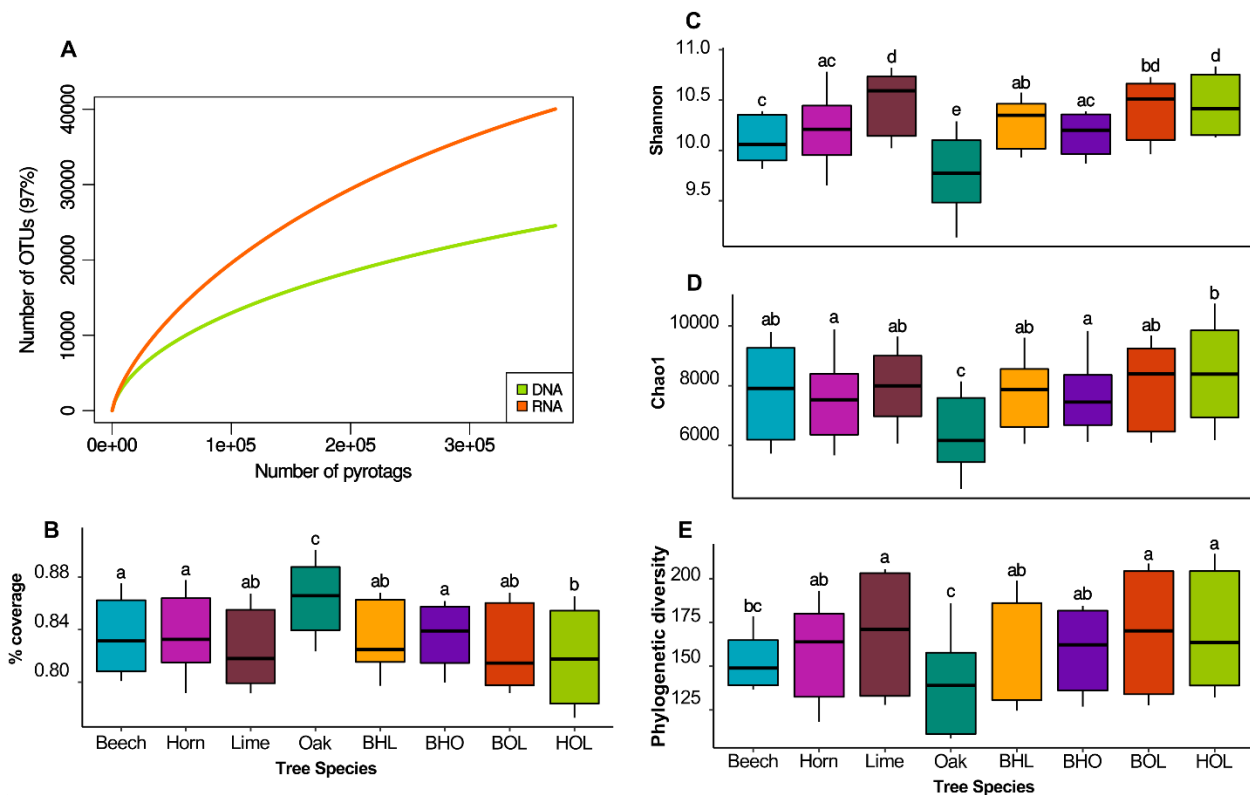 A
Number of OTUs (97%)
40000
30000
20000
10000
0
DNA
RNA
0e+00 1e+05 2e+05 3e+05
Number of pyrotags
B
% coverage
0.88
0.84
0.80
a a ab c ab a ab b
Beech Horn Lime Oak BHL BHO BOL HOL
Tree Species
C
Shannon
11.0
10.5
10.0
9.5
c ac d e ab ac bd d
D
Chao1
10000
8000
6000
ab a ab c ab a ab b
E
Phylogenetic diversity
200
175
150
125
bc ab a c ab ab a a
Beech Horn Lime Oak BHL BHO BOL HOL
Tree Species